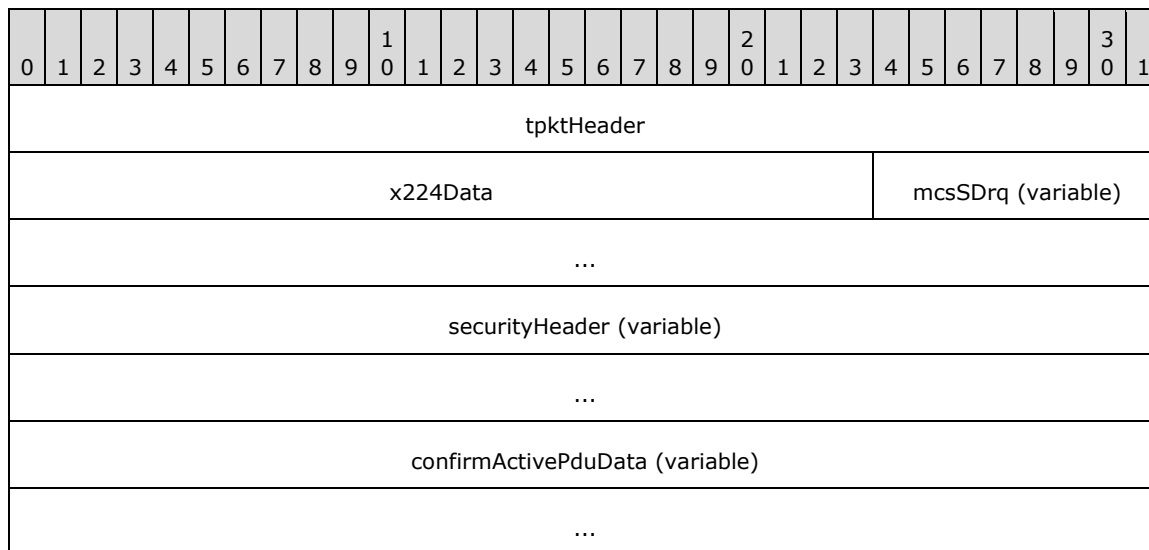 1 2 3
0 1 2 3 4 5 6 7 8 9 0 1 2 3 4 5 6 7 8 9 0 1 2 3 4 5 6 7 8 9 0 1
tpktHeader
x224Data mcsSDrq (variable)
...
securityHeader (variable)
...
confirmActivePduData (variable)
...